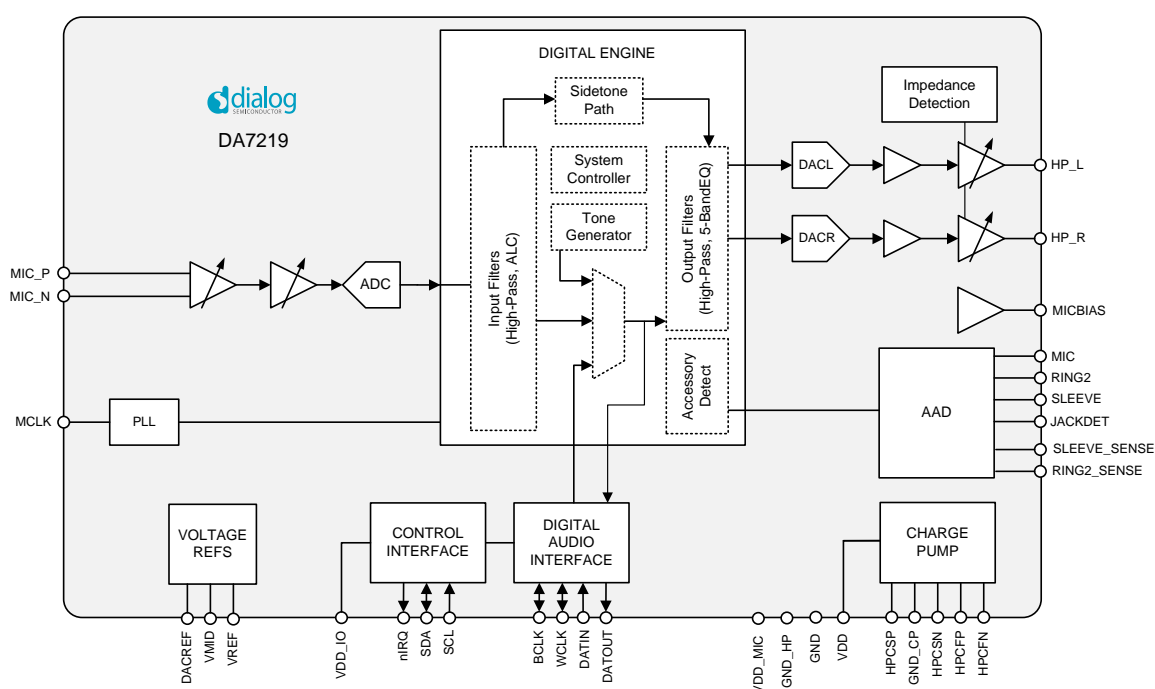 DIGITAL ENGINE
dialog
SEMICONDUCTOR
DA7219
Sidetone
Path
Impedance
Detection
System
Controller
Tone
Generator
Input Filters
(High-Pass, ALC)
Output Filters
(High-Pass, 5-BandEQ)
DACL
HP_L
DACR
HP_R
MIC_P
MIC_N
ADC
MICBIAS
Accessory
Detect
AAD
MIC
RING2
SLEEVE
JACKDET
SLEEVE_SENSE
RING2_SENSE
MCLK
PLL
VOLTAGE
REFS
CONTROL
INTERFACE
DIGITAL
AUDIO
INTERFACE
CHARGE
PUMP
DACREF
VMID
VREF
VDD_IO
nIRQ
SDA
SCL
BCLK
WCLK
DATIN
DATOUT
VDD_MIC
GND_HP
GND
VDD
HPCSP
GND_CP
HPCSN
HPCFP
HPCFN